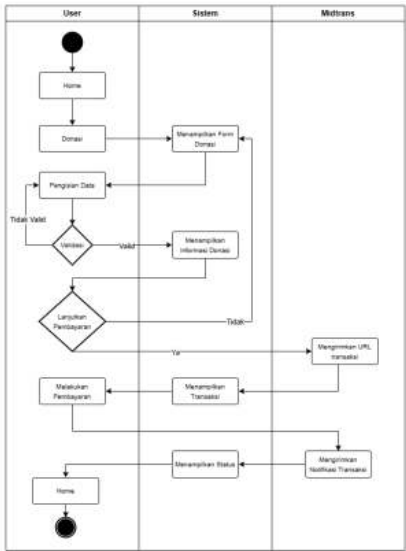 User
Sistem
Midtrans
Home
Donasi
Menampilkan Form
Donasi
Pengisian Data
Tidak Valid
Validasi
Valid
Menampilkan
Informasi Donasi
Lanjutkan
Pembayaran
Tidak
Ya
Mengirimkan URL
transaksi
Melakukan
Pembayaran
Menampilkan
Transaksi
Mengirimkan
Notifikasi Transaksi
Menampilkan Status
Home